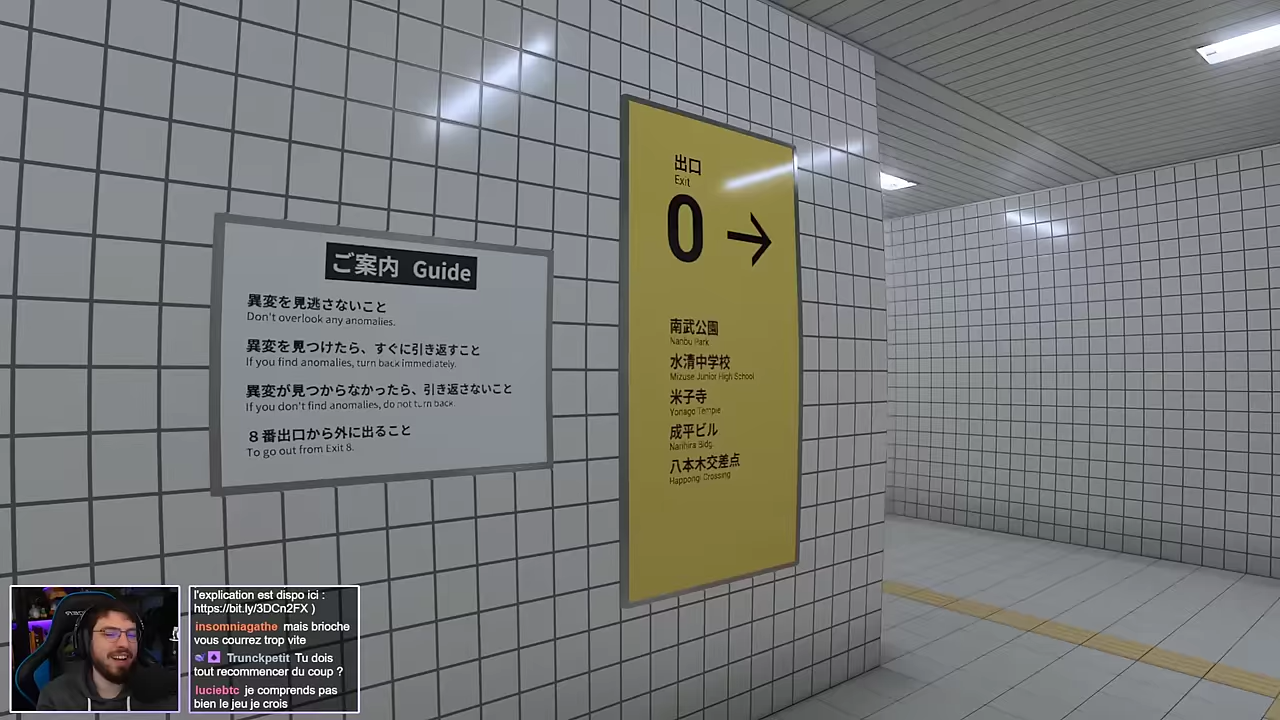 ご案内 Guide
異変を見逃さないこと
Don't overlook any anomalies.
異変を見つけたら、すぐに引き返すこと
If you find anomalies, turn back immediately.
異変が見つからなかったら、引き返さないこと
If you don't find anomalies, do not turn back.
８番出口から外に出ること
To go out from Exit 8.
出口
Exit
0 →
南武公園
Nanbu Park
水清中学校
Mizuse Junior High School
米子寺
Yonago Temple
成平ビル
Narihira Bldg.
八本木交差点
Happongi Crossing
l'explication est dispo ici :
https://bit.ly/3DCn2FX )
insomniagathe mais brioche
vous courrez trop vite
Trunckpetit Tu dois
tout recommencer du coup ?
luciebtc je comprends pas
bien le jeu je crois